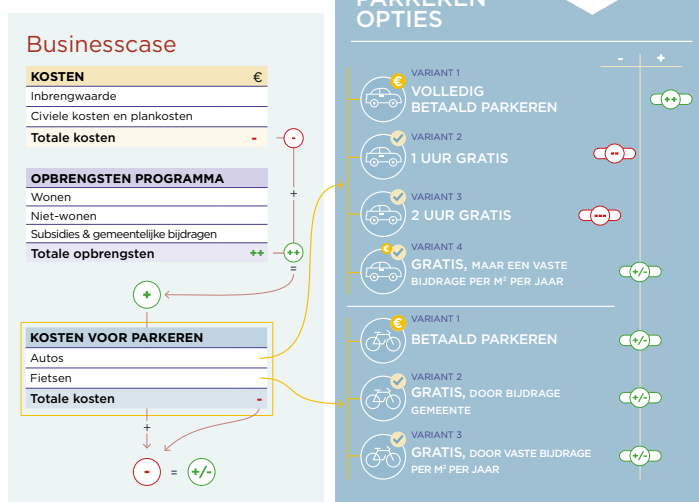 Businesscase
KOSTEN €
Inbrengwaarde
Civiele kosten en plankosten
Totale kosten - -
+
OPBRENGSTEN PROGRAMMA
Wonen
Niet-wonen
Subsidies & gemeentelijke bijdragen
Totale opbrengsten ++ ++
=
+
KOSTEN VOOR PARKEREN
Autos
Fietsen
Totale kosten -
+
- = +/-
PARKEREN
OPTIES
- +
€
VARIANT 1
VOLLEDIG
BETAALD PARKEREN
++
VARIANT 2
1 UUR GRATIS
--
VARIANT 3
2 UUR GRATIS
---
€
VARIANT 4
GRATIS, MAAR EEN VASTE
BIJDRAGE PER M² PER JAAR
+/-
€
VARIANT 1
BETAALD PARKEREN
+/-
VARIANT 2
GRATIS, DOOR BIJDRAGE
GEMEENTE
+/-
VARIANT 3
GRATIS, DOOR VASTE BIJDRAGE
PER M² PER JAAR
+/-